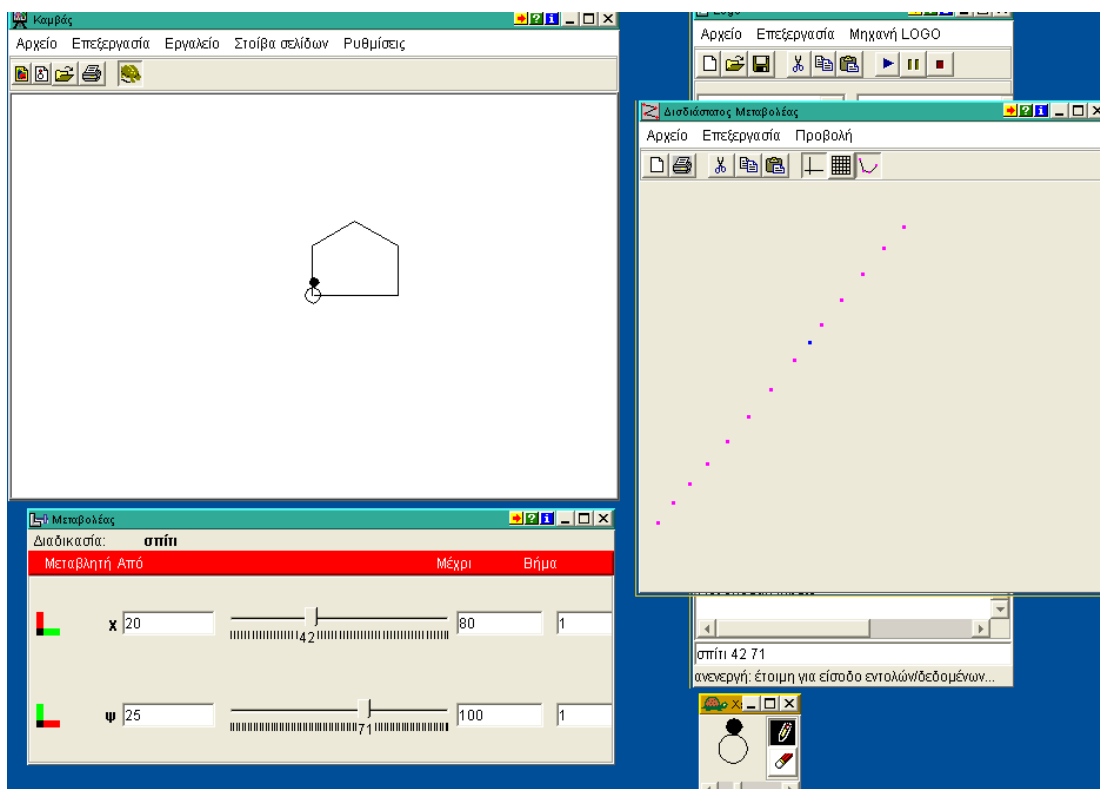 Καμβάς
Αρχείο Επεξεργασία Εργαλείο Στοίβα σελίδων Ρυθμίσεις
Logo
Αρχείο Επεξεργασία Μηχανή LOGO
Δισδιάστατος Μεταβολέας
Αρχείο Επεξεργασία Προβολή
Μεταβολέας
Διαδικασία: σπίτι
Μεταβλητή Από Μέχρι Βήμα
χ 20 42 80 1
ψ 25 71 100 1
σπίτι 42 71
ανενεργή: έτοιμη για είσοδο εντολών/δεδομένων...